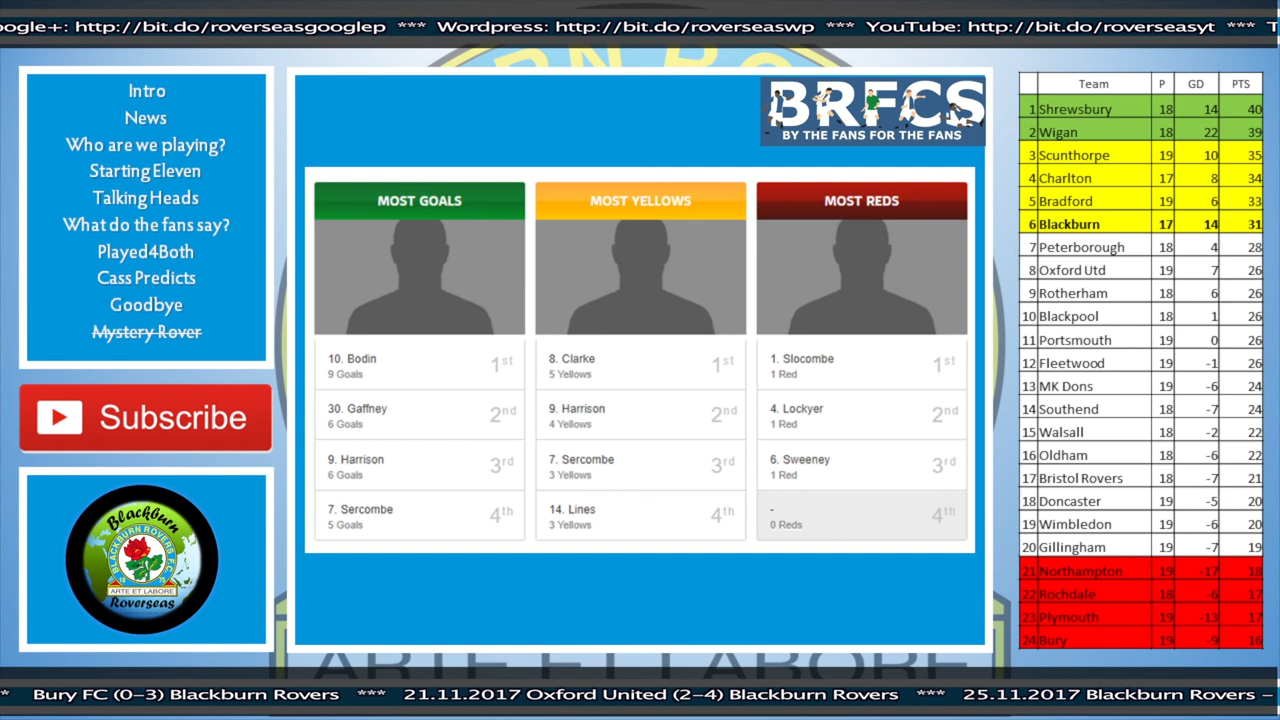 oogle+: http://bit.do/roverseasgooglep *** Wordpress: http://bit.do/roverseaswp *** YouTube: http://bit.do/roverseasyt *** T
Intro
News
Who are we playing?
Starting Eleven
Talking Heads
What do the fans say?
Played4Both
Cass Predicts
Goodbye
Mystery Rover
Subscribe
Blackburn
BLACKBURN ROVERS F.C.
18 75
ARTE ET LABORE
Roverseas
BRFCS
BY THE FANS FOR THE FANS
MOST GOALS
10. Bodin 1st
9 Goals
30. Gaffney 2nd
6 Goals
9. Harrison 3rd
6 Goals
7. Sercombe 4th
5 Goals
MOST YELLOWS
8. Clarke 1st
5 Yellows
9. Harrison 2nd
4 Yellows
7. Sercombe 3rd
3 Yellows
14. Lines 4th
3 Yellows
MOST REDS
1. Slocombe 1st
1 Red
4. Lockyer 2nd
1 Red
6. Sweeney 3rd
1 Red
- 4th
0 Reds
Team P GD PTS
1 Shrewsbury 18 14 40
2 Wigan 18 22 39
3 Scunthorpe 19 10 35
4 Charlton 17 8 34
5 Bradford 19 6 33
6 Blackburn 17 14 31
7 Peterborough 18 4 28
8 Oxford Utd 19 7 26
9 Rotherham 18 6 26
10 Blackpool 18 1 26
11 Portsmouth 19 0 26
12 Fleetwood 19 -1 26
13 MK Dons 19 -6 24
14 Southend 18 -7 24
15 Walsall 18 -2 22
16 Oldham 18 -6 22
17 Bristol Rovers 18 -7 21
18 Doncaster 19 -5 20
19 Wimbledon 19 -6 20
20 Gillingham 19 -7 19
21 Northampton 19 -17 18
22 Rochdale 18 -6 17
23 Plymouth 19 -13 17
24 Bury 19 -9 16
ARTE ET LABORE
* Bury FC (0–3) Blackburn Rovers *** 21.11.2017 Oxford United (2–4) Blackburn Rovers *** 25.11.2017 Blackburn Rovers –